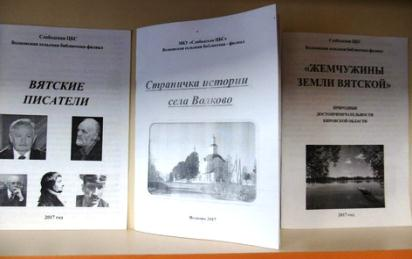 Слободская ЦБС
Волковская сельская библиотека-филиал
ВЯТСКИЕ
ПИСАТЕЛИ
2017 год
МКУ «Слободская ЦБС»
Волковская сельская библиотека - филиал
Страничка истории
села Волково
Волково 2017
Слободская ЦБС
Волковская сельская библиотека-филиал
«ЖЕМЧУЖИНЫ
ЗЕМЛИ ВЯТСКОЙ»
ПРИРОДНЫЕ
ДОСТОПРИМЕЧАТЕЛЬНОСТИ
КИРОВСКОЙ ОБЛАСТИ
2017 год